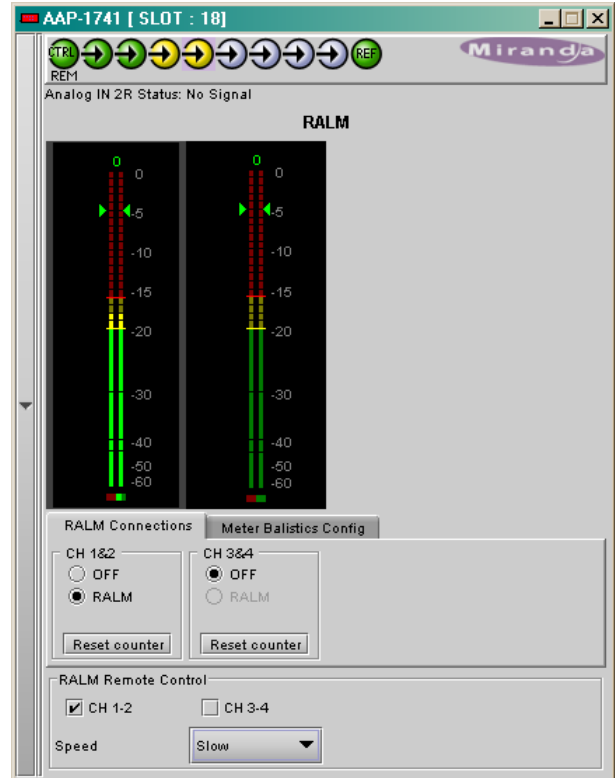 AAP-1741 [ SLOT : 18]
CTRL REF Miranda
REM
Analog IN 2R Status: No Signal
RALM
0 0
0 0
-5 -5
-10 -10
-15 -15
-20 -20
-30 -30
-40 -40
-50 -50
-60 -60
RALM Connections Meter Balistics Config
CH 1&2 CH 3&4
OFF OFF
RALM RALM
Reset counter Reset counter
RALM Remote Control
CH 1-2 CH 3-4
Speed Slow